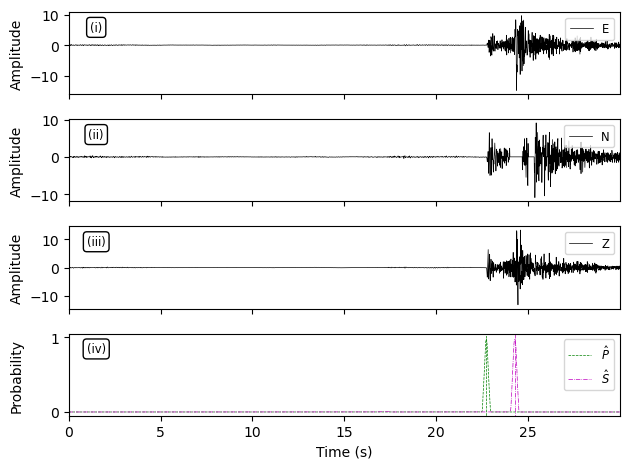 10
0
−10
Amplitude
(i)
E
10
0
−10
Amplitude
(ii)
N
10
0
−10
Amplitude
(iii)
Z
1
0
Probability
(iv)
P̂
Ŝ
0 5 10 15 20 25
Time (s)